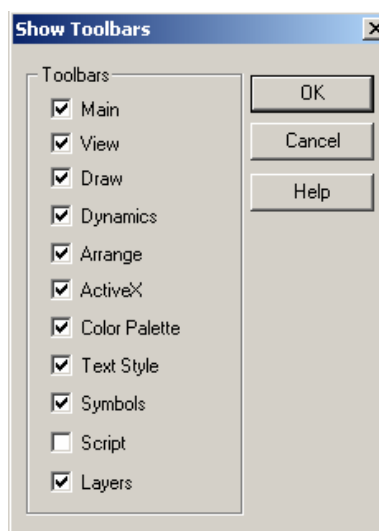 Show Toolbars
Toolbars
Main
View
Draw
Dynamics
Arrange
ActiveX
Color Palette
Text Style
Symbols
Script
Layers
OK
Cancel
Help